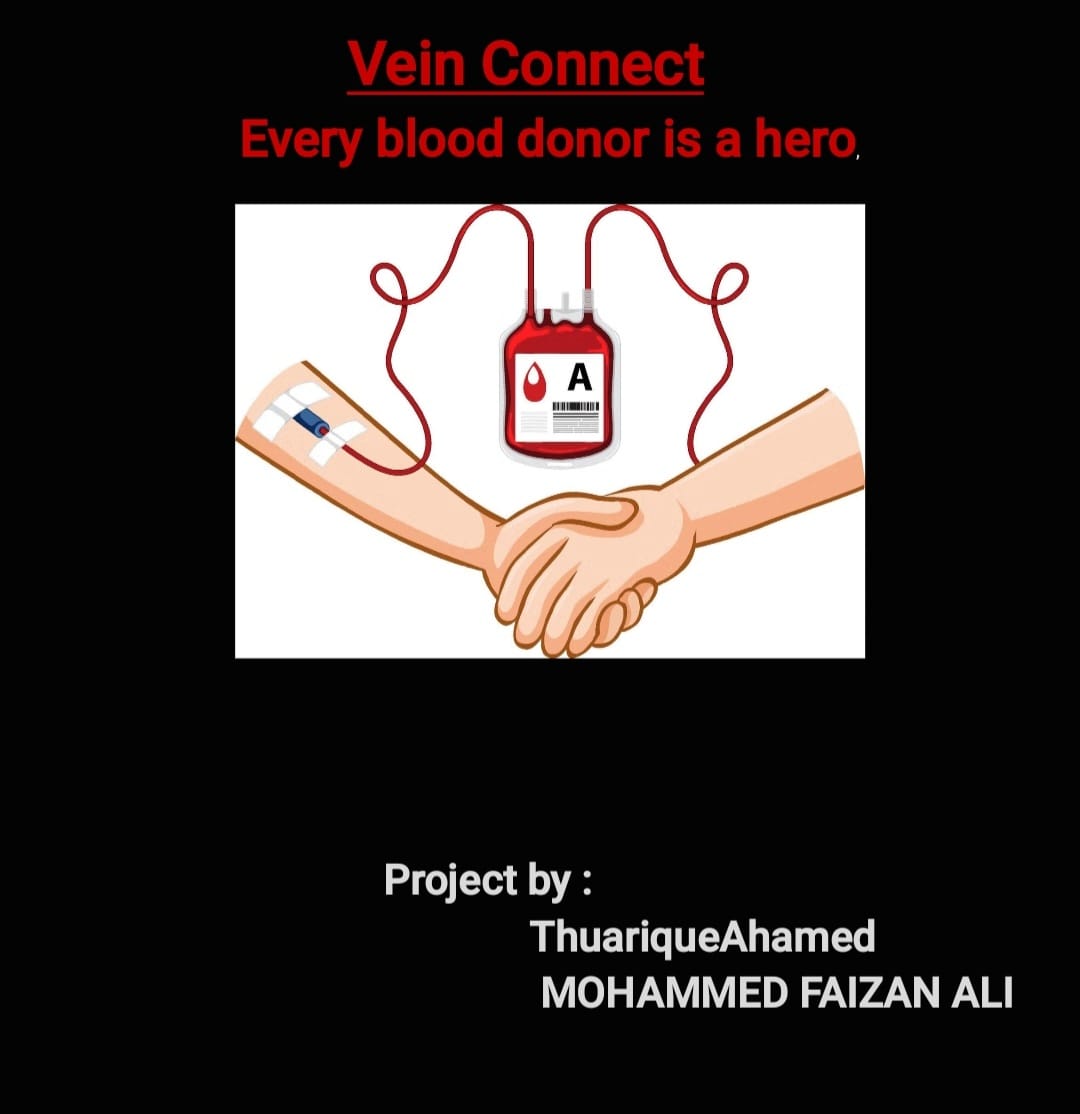 Vein Connect
Every blood donor is a hero,
A
Project by :
ThuariqueAhamed
MOHAMMED FAIZAN ALI